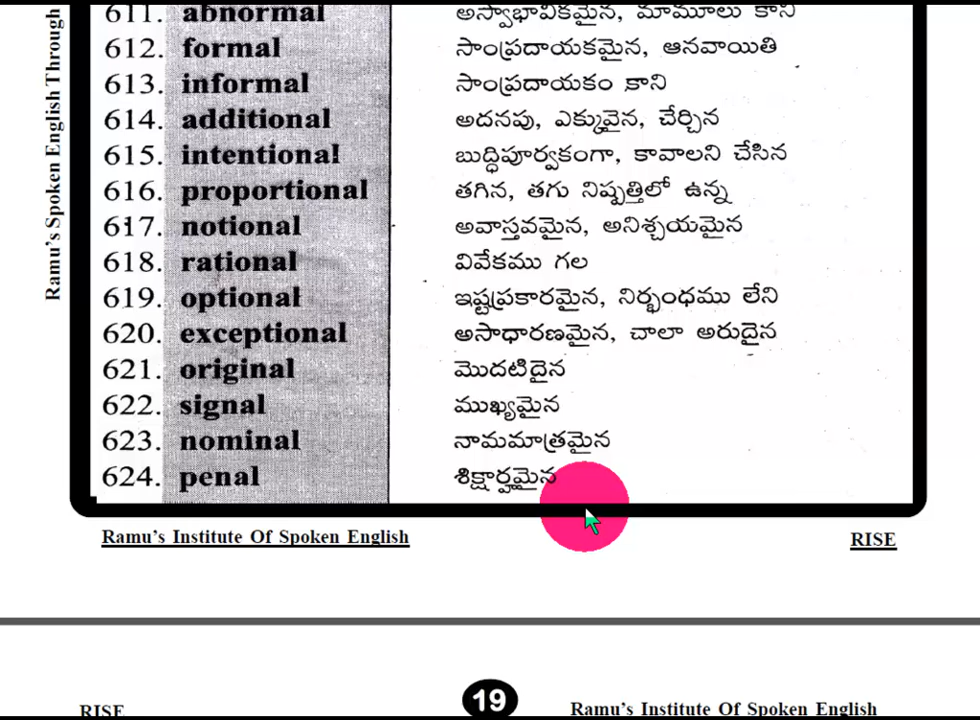 Ramu's Spoken English Through
611. abnormal అస్వాభావికమైన, మామూలు కాని
612. formal సాంప్రదాయకమైన, ఆనవాయితి
613. informal సాంప్రదాయకం కాని
614. additional అదనపు, ఎక్కువైన, చేర్చిన
615. intentional బుద్ధిపూర్వకంగా, కావాలని చేసిన
616. proportional తగిన, తగు నిష్పత్తిలో ఉన్న
617. notional అవాస్తవమైన, అనిశ్చయమైన
618. rational వివేకము గల
619. optional ఇష్టప్రకారమైన, నిర్భంధము లేని
620. exceptional అసాధారణమైన, చాలా అరుదైన
621. original మొదటిదైన
622. signal ముఖ్యమైన
623. nominal నామమాత్రమైన
624. penal శిక్షార్హమైన
Ramu's Institute Of Spoken English RISE
RISE 19 Ramu's Institute Of Spoken English